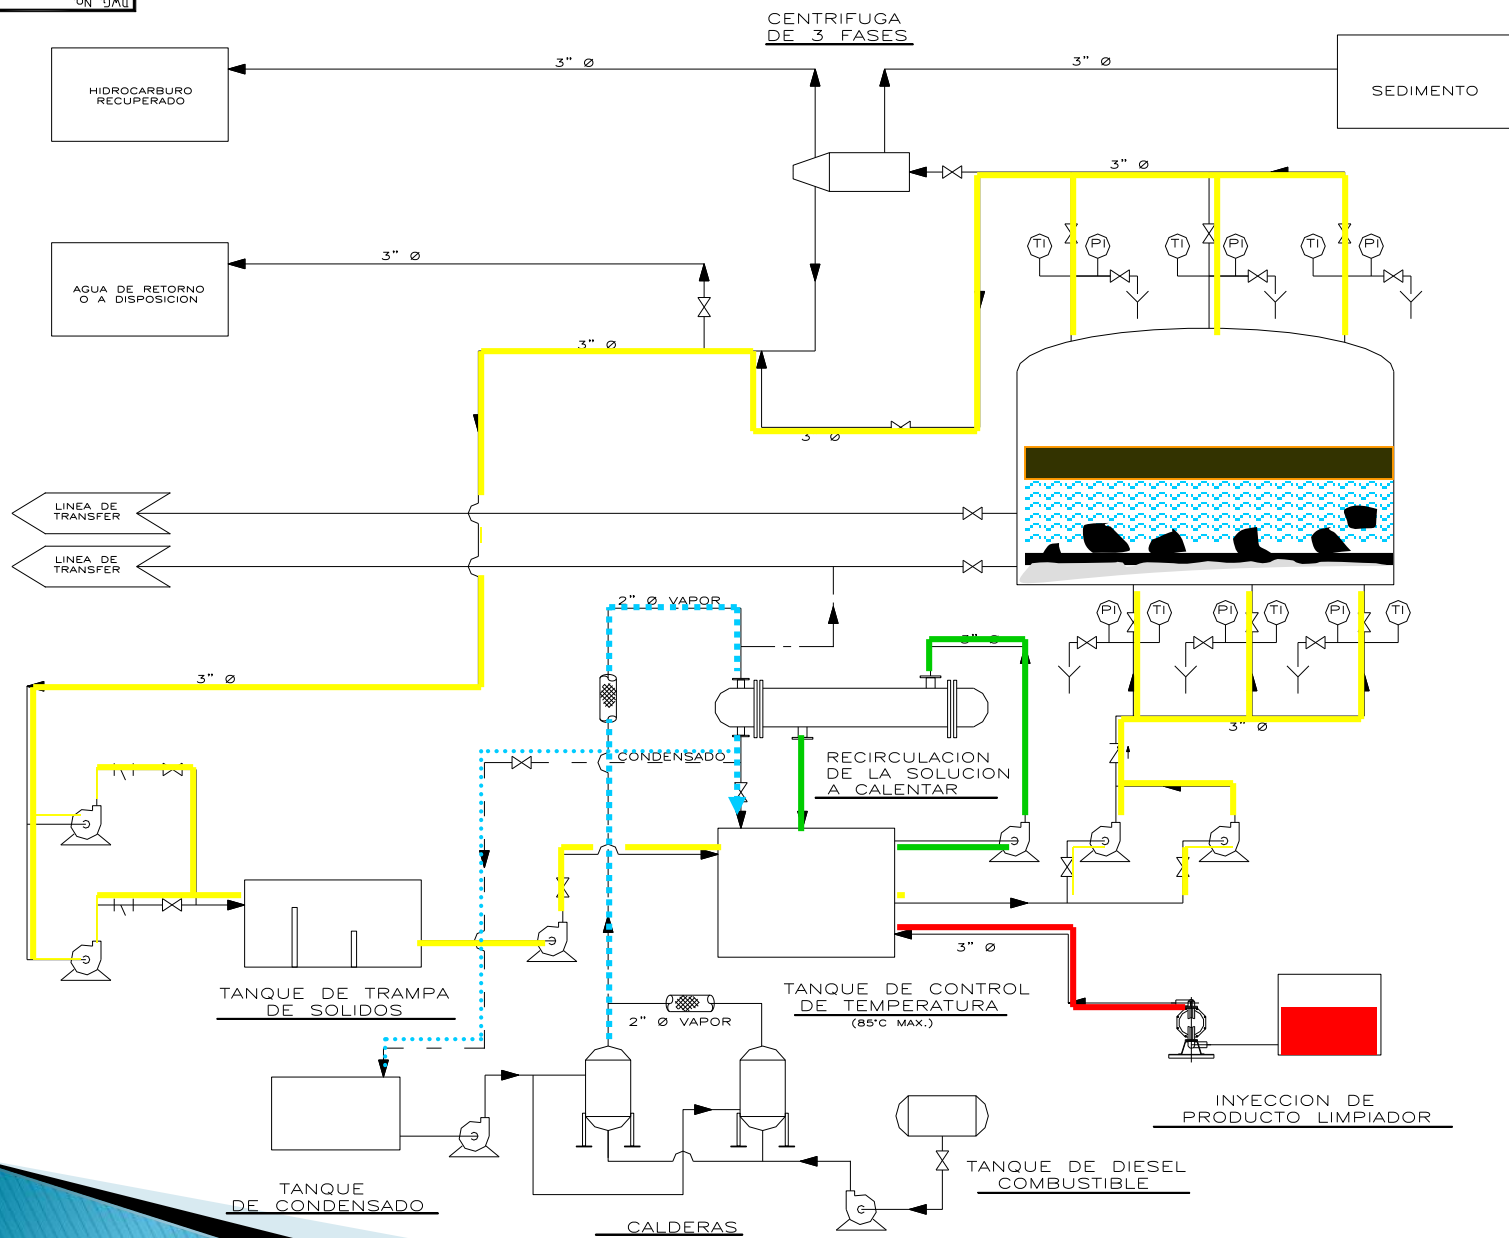 DWG No
CENTRIFUGA
DE 3 FASES
3" Ø
3" Ø
HIDROCARBURO
RECUPERADO
SEDIMENTO
3" Ø
TI
PI
TI
PI
TI
PI
3" Ø
AGUA DE RETORNO
O A DISPOSICION
3" Ø
3" Ø
LINEA DE
TRANSFER
LINEA DE
TRANSFER
2" Ø VAPOR
PI
TI
PI
TI
PI
TI
3" Ø
3" Ø
3" Ø
CONDENSADO
RECIRCULACION
DE LA SOLUCION
A CALENTAR
3" Ø
TANQUE DE TRAMPA
DE SOLIDOS
TANQUE DE CONTROL
DE TEMPERATURA
(85°C MAX.)
2" Ø VAPOR
INYECCION DE
PRODUCTO LIMPIADOR
TANQUE DE DIESEL
COMBUSTIBLE
TANQUE
DE CONDENSADO
CALDERAS